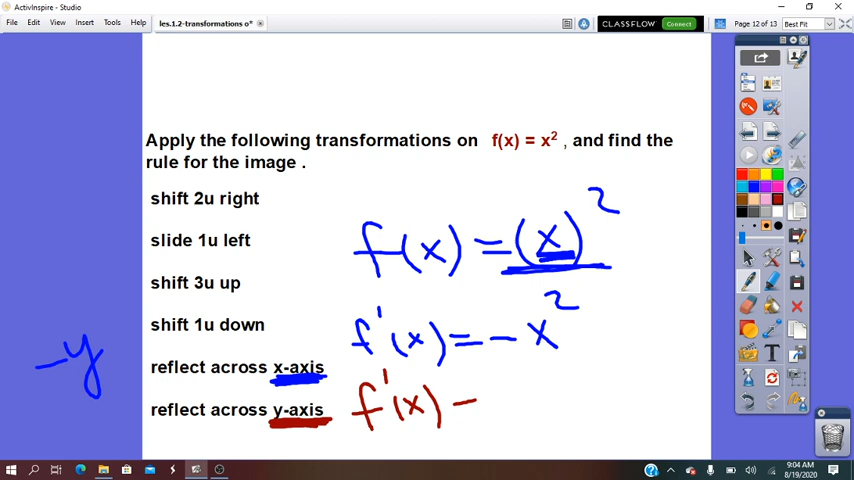 ActivInspire - Studio
File Edit View Insert Tools Help les.1.2-transformations o* CLASSFLOW Connect Page 12 of 13 Best Fit
Apply the following transformations on f(x) = x² , and find the
rule for the image .
shift 2u right
slide 1u left
f(x) = (x)²
shift 3u up
shift 1u down
f'(x) = - x²
-y
reflect across x-axis
reflect across y-axis f'(x) -
9:04 AM
8/19/2020